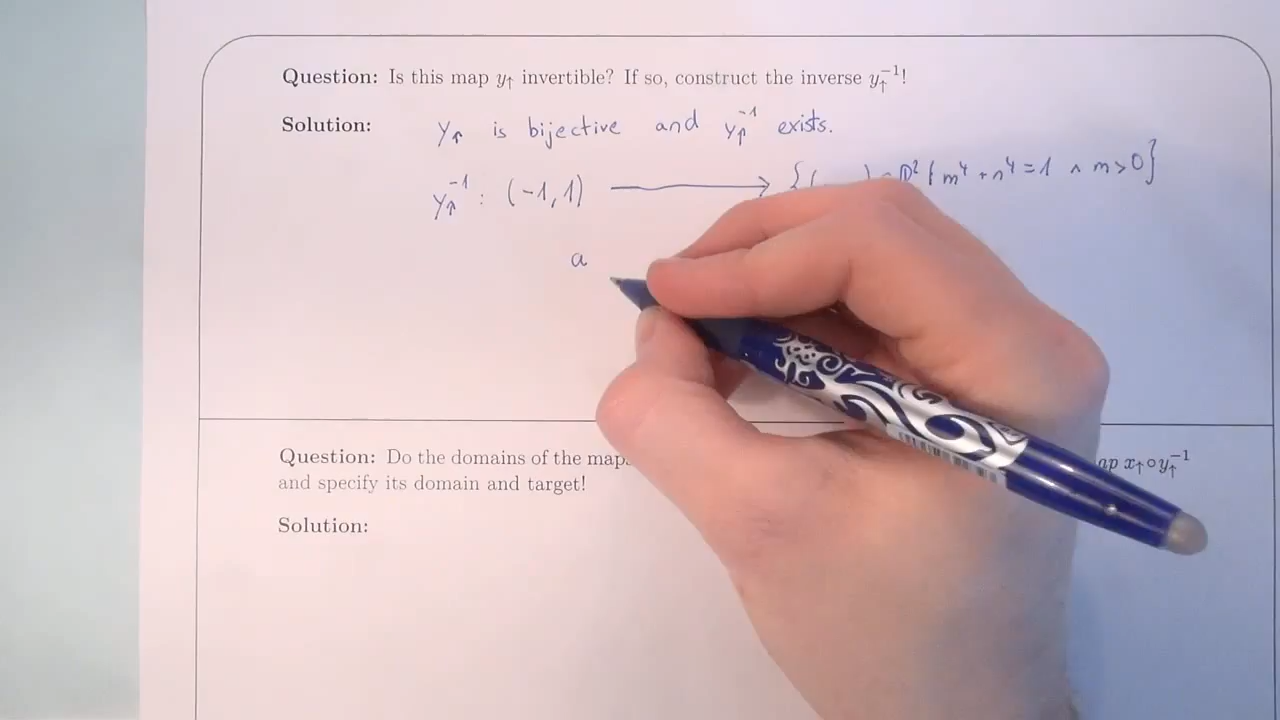 Question: Is this map y↑ invertible? If so, construct the inverse y↑⁻¹!
Solution: y↑ is bijective and y↑⁻¹ exists.
y↑⁻¹ : (-1, 1) ⟶ {( ) ℝ² | m⁴ + n⁴ = 1 ∧ m > 0}
a
Question: Do the domains of the map x↑∘y↑⁻¹
and specify its domain and target!
Solution: